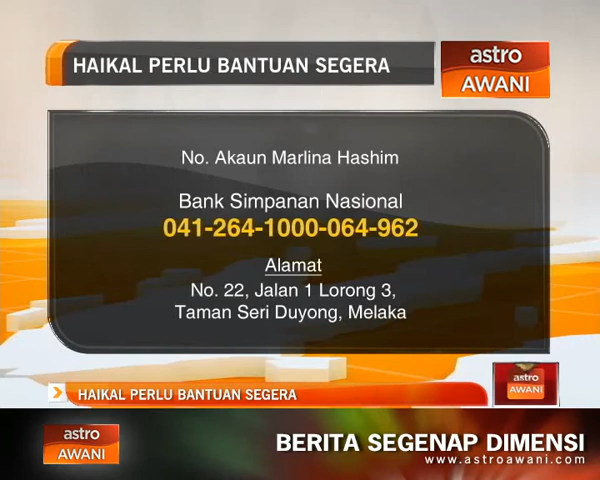 HAIKAL PERLU BANTUAN SEGERA
astro
AWANI
No. Akaun Marlina Hashim
Bank Simpanan Nasional
041-264-1000-064-962
Alamat
No. 22, Jalan 1 Lorong 3,
Taman Seri Duyong, Melaka
HAIKAL PERLU BANTUAN SEGERA
astro
AWANI
astro
AWANI
BERITA SEGENAP DIMENSI
www.astroawani.com